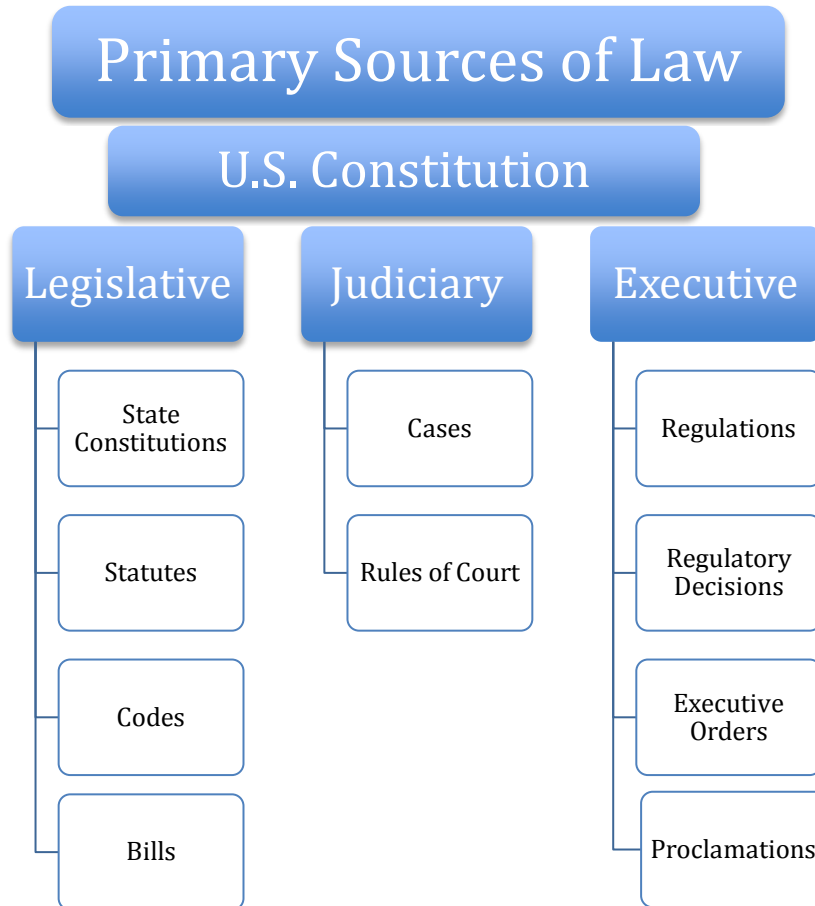 Primary Sources of Law
U.S. Constitution
Legislative
State
Constitutions
Statutes
Codes
Bills
Judiciary
Cases
Rules of Court
Executive
Regulations
Regulatory
Decisions
Executive
Orders
Proclamations